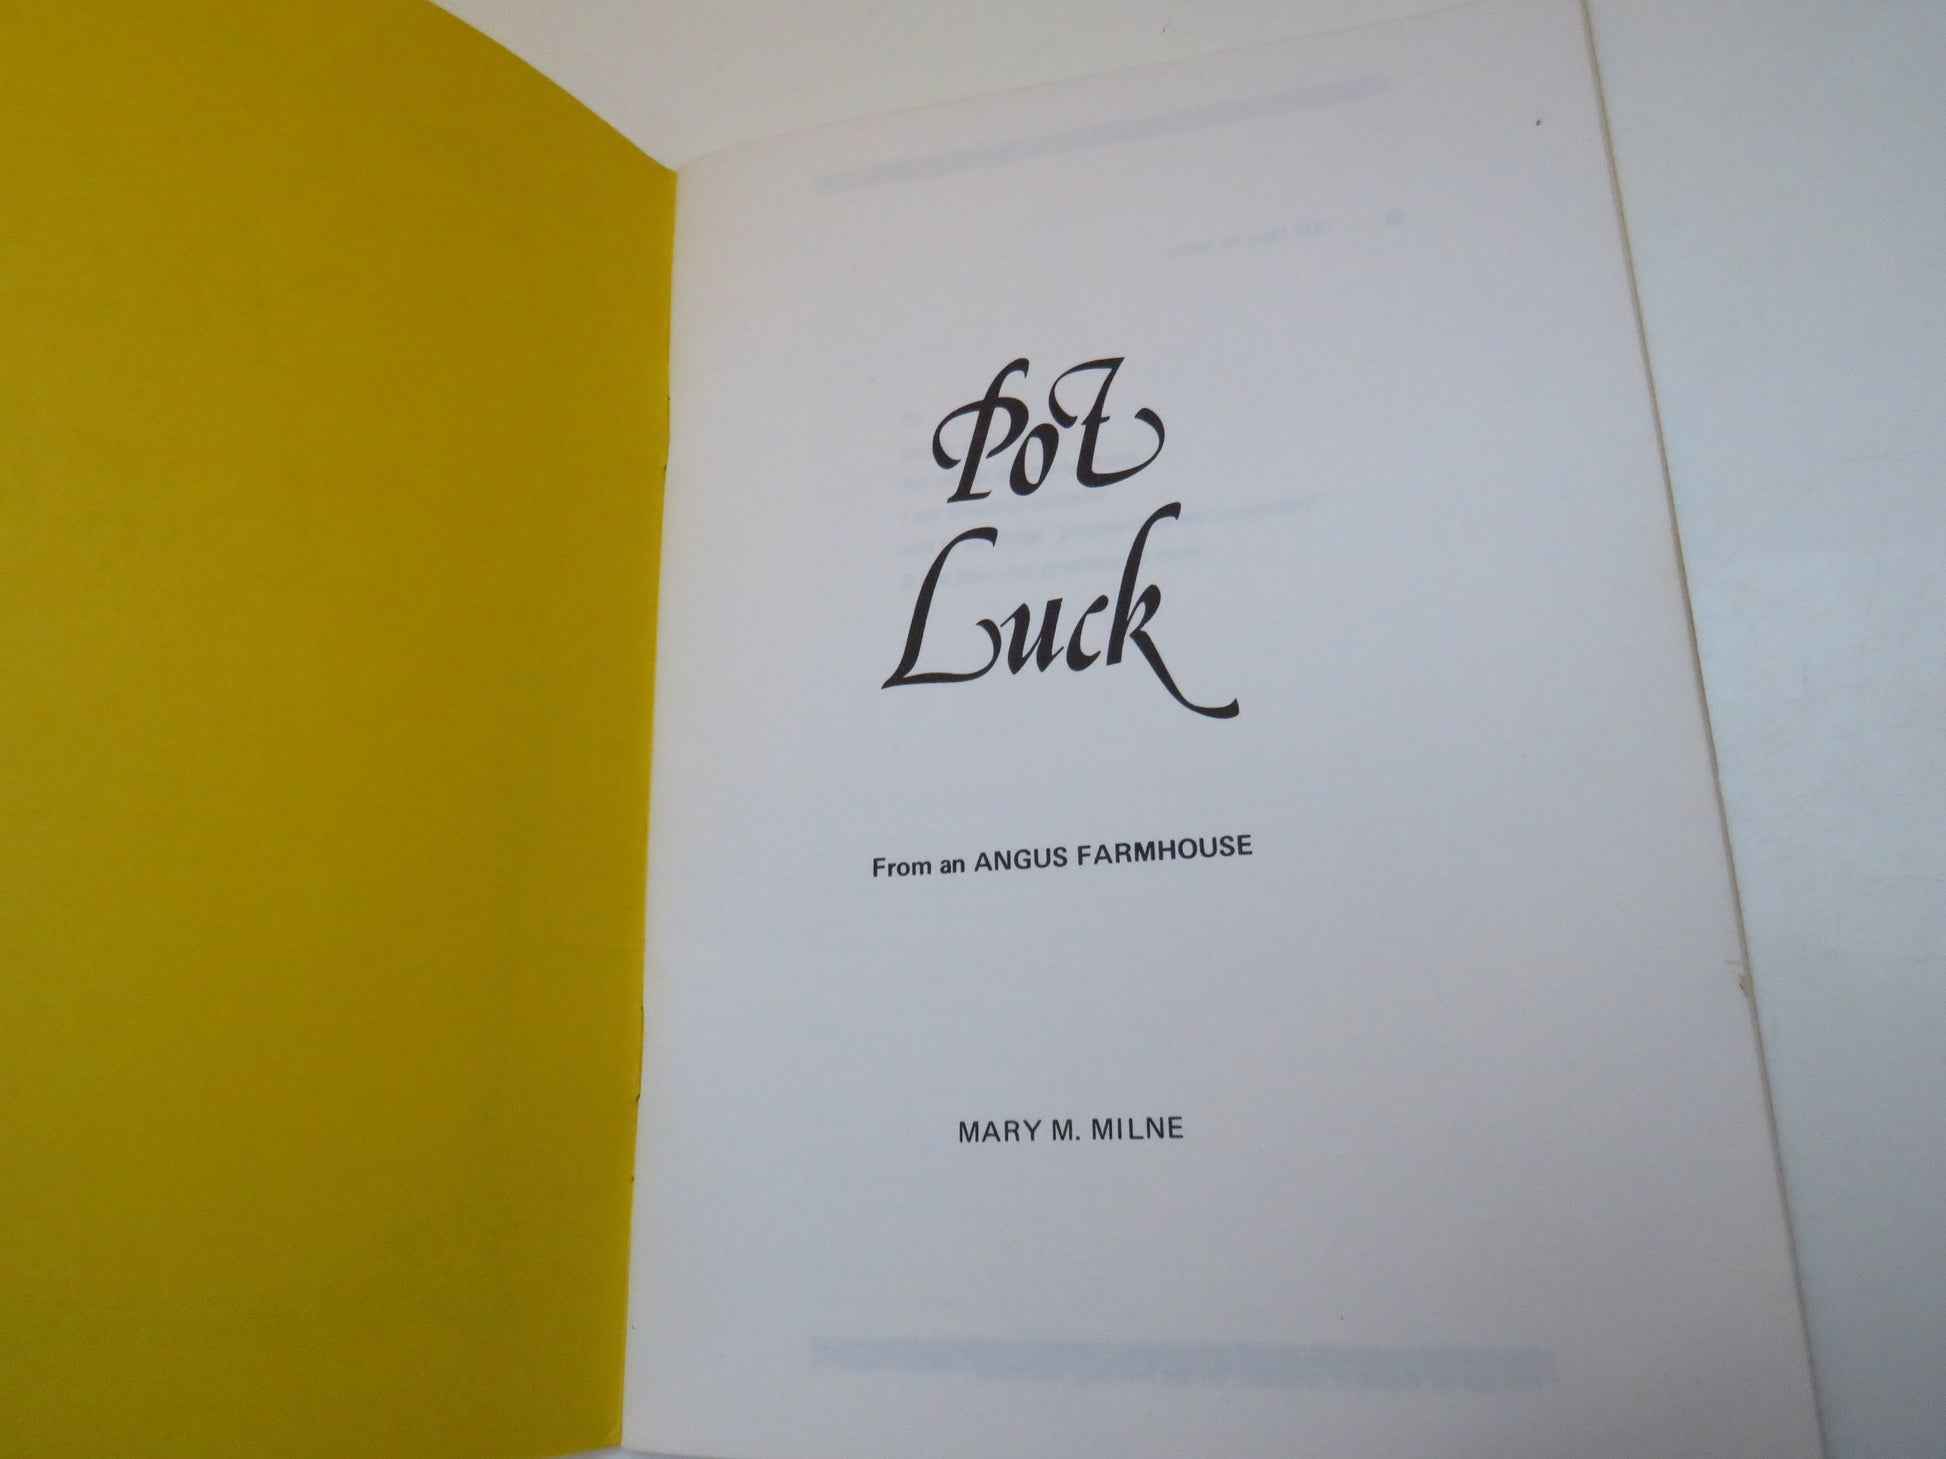 Pot
Luck
From an ANGUS FARMHOUSE
MARY M. MILNE